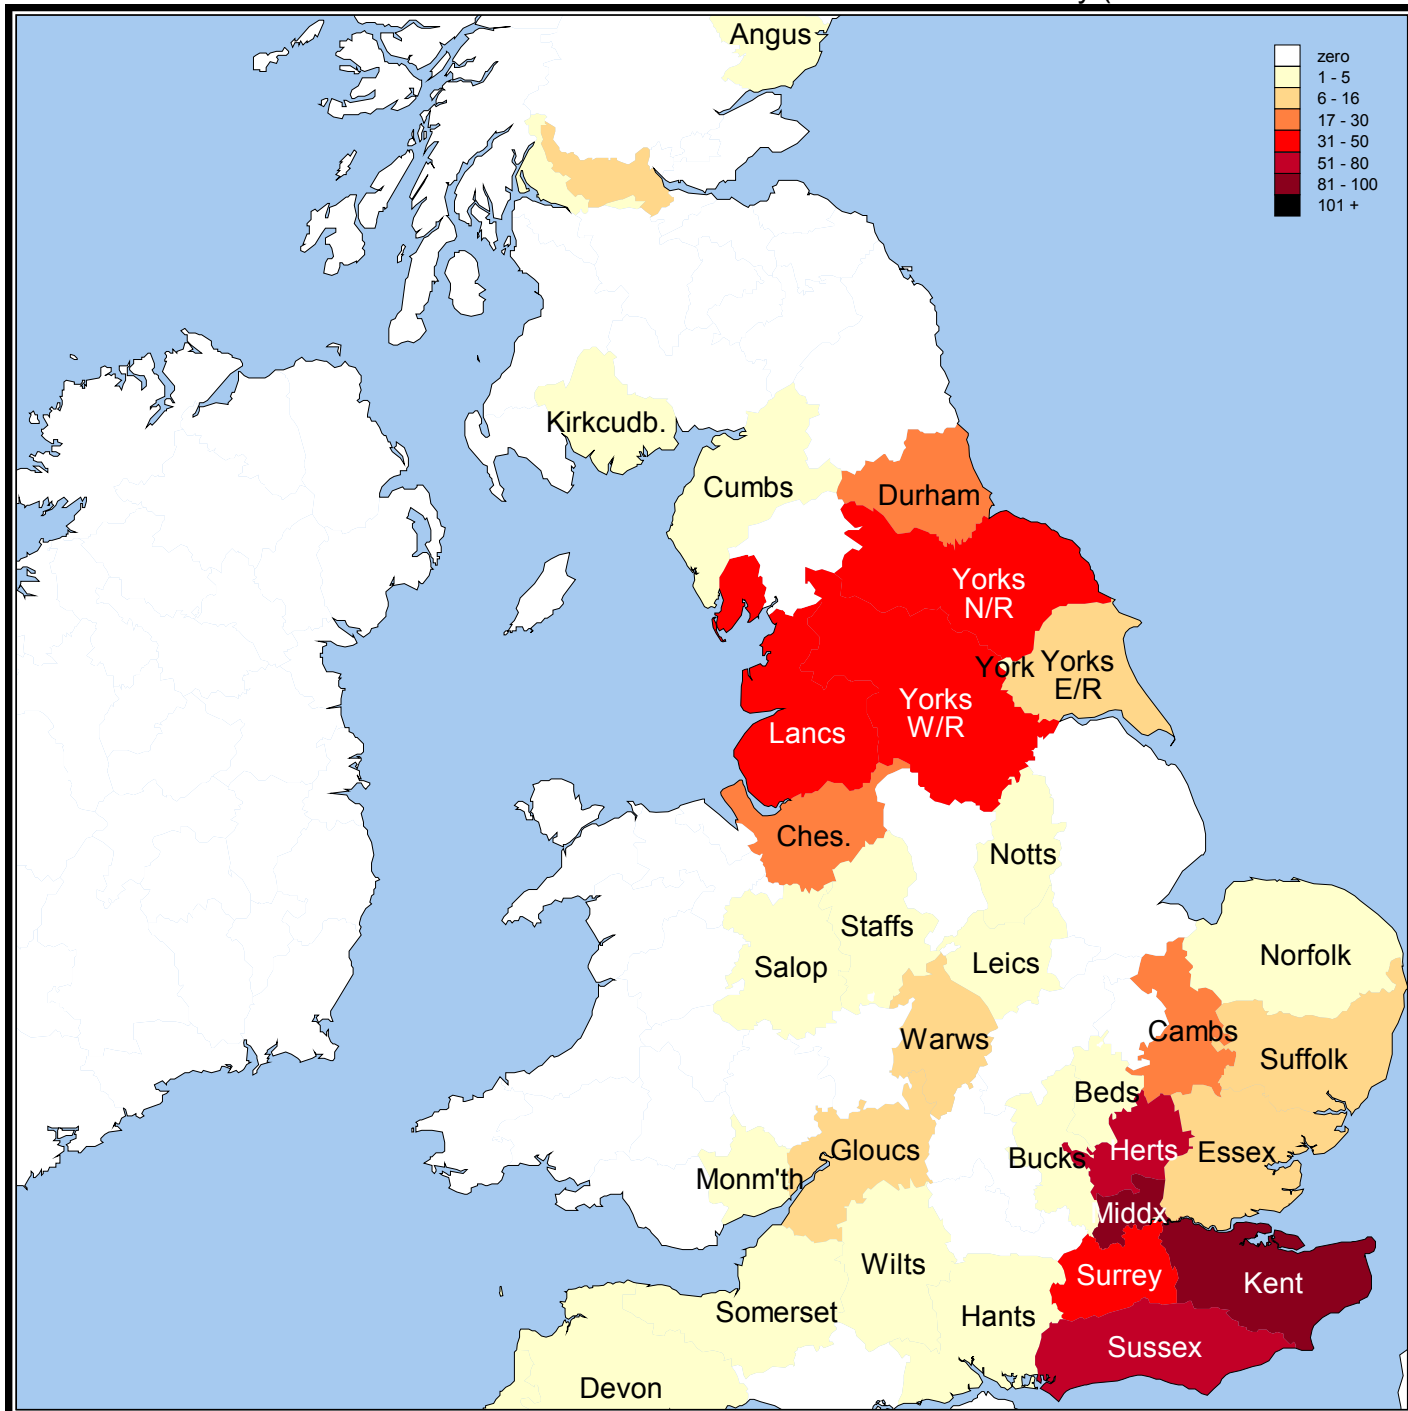 Angus
zero
1 - 5
6 - 16
17 - 30
31 - 50
51 - 80
81 - 100
101 +
Kirkcudb.
Cumbs
Durham
Yorks
N/R
York
Yorks
E/R
Yorks
W/R
Lancs
Ches.
Notts
Staffs
Salop
Leics
Norfolk
Warws
Cambs
Suffolk
Beds
Gloucs
Bucks
Herts
Essex
Monm'th
Middx
Wilts
Surrey
Kent
Somerset
Hants
Sussex
Devon